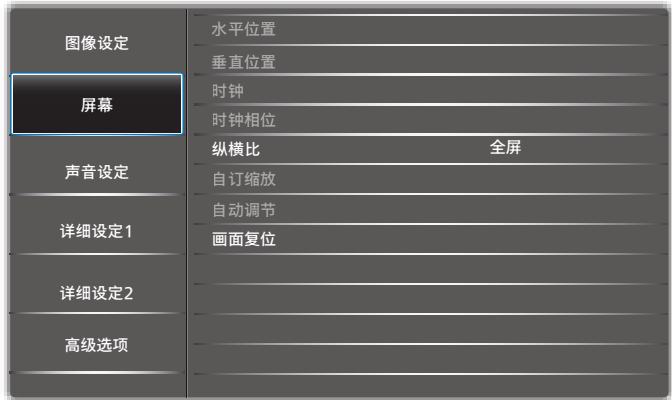 图像设定
屏幕
声音设定
详细设定1
详细设定2
高级选项
水平位置
垂直位置
时钟
时钟相位
纵横比 全屏
自订缩放
自动调节
画面复位